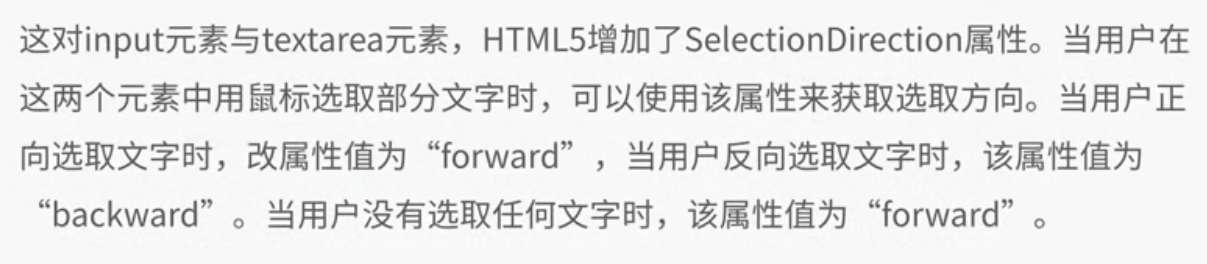 这对input元素与textarea元素，HTML5增加了SelectionDirection属性。当用户在
这两个元素中用鼠标选取部分文字时，可以使用该属性来获取选取方向。当用户正
向选取文字时，改属性值为“forward”，当用户反向选取文字时，该属性值为
“backward”。当用户没有选取任何文字时，该属性值为“forward”。